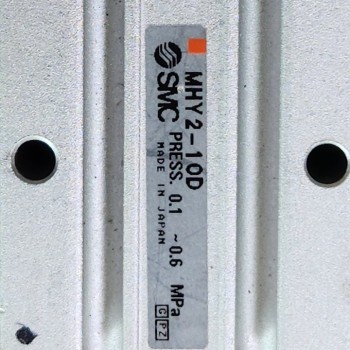 SMC
MHY2-10D
PRESS. 0.1 ~0.6 MPa
MADE IN JAPAN
CPZ